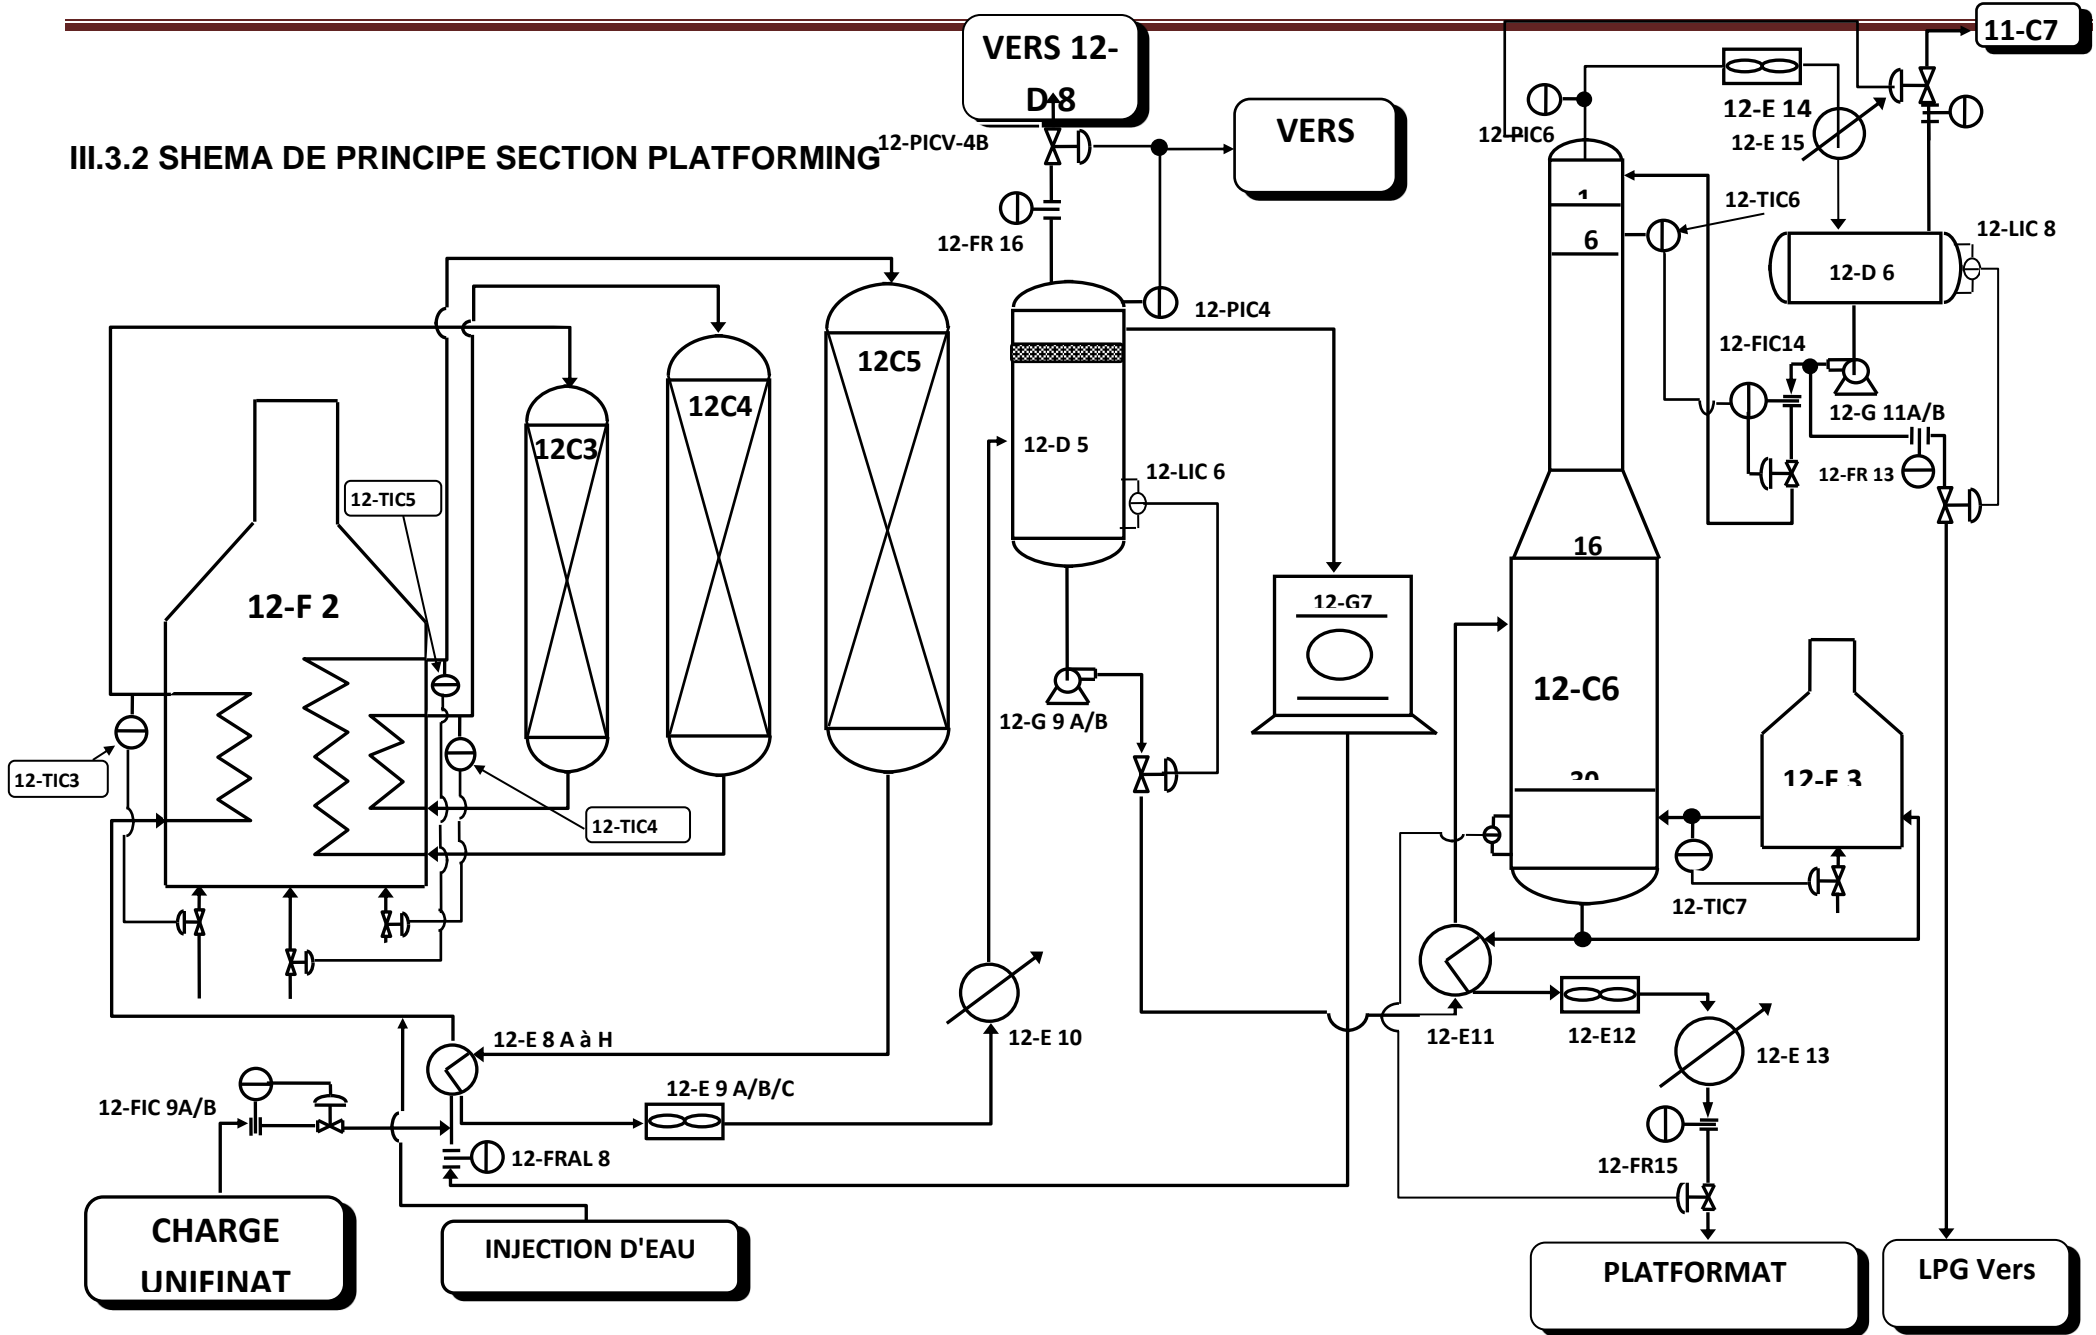 VERS 12-
D 8
11-C7
III.3.2 SHEMA DE PRINCIPE SECTION PLATFORMING
12-PICV-4B
VERS
12-PIC6
12-E 14
12-E 15
1
6
12-TIC6
12-LIC 8
12-FR 16
12-D 6
12-PIC4
12-FIC14
12C5
12C4
12C3
12-D 5
12-G 11A/B
12-LIC 6
12-FR 13
12-TIC5
16
12-F 2
12-G7
12-C6
12-G 9 A/B
12-TIC3
12-TIC4
30
12-F 3
12-TIC7
12-E 8 A à H
12-E 10
12-E11
12-E12
12-E 13
12-E 9 A/B/C
12-FIC 9A/B
12-FRAL 8
12-FR15
CHARGE
UNIFINAT
INJECTION D'EAU
PLATFORMAT
LPG Vers